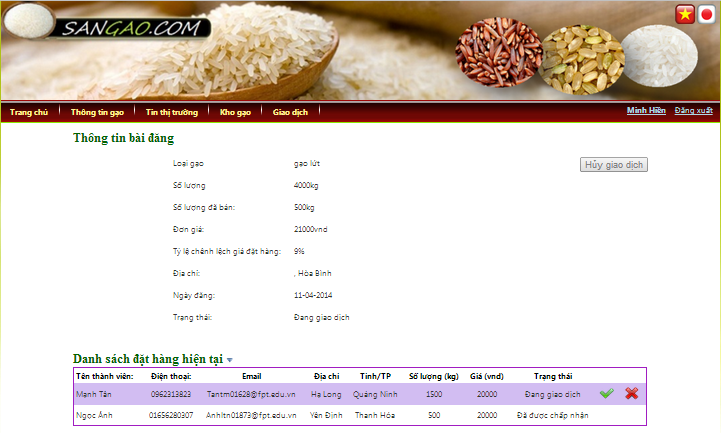 SANGAO.COM
Trang chủ Thông tin gạo Tin thị trường Kho gạo Giao dịch Minh Hiền Đăng xuất
Thông tin bài đăng
Loại gạo gạo lứt Hủy giao dịch
Số lượng 4000kg
Số lượng đã bán: 500kg
Đơn giá: 21000vnd
Tỷ lệ chênh lệch giá đặt hàng: 9%
Địa chỉ: , Hòa Bình
Ngày đăng: 11-04-2014
Trạng thái: Đang giao dịch
Danh sách đặt hàng hiện tại
Tên thành viên: Điện thoại: Email Địa chỉ Tỉnh/TP Số lượng (kg) Giá (vnd) Trạng thái
Mạnh Tân 0962313823 Tantm01628@fpt.edu.vn Hạ Long Quảng Ninh 1500 20000 Đang giao dịch
Ngọc Ánh 01656280307 Anhltn01873@fpt.edu.vn Yên Định Thanh Hóa 500 20000 Đã được chấp nhận